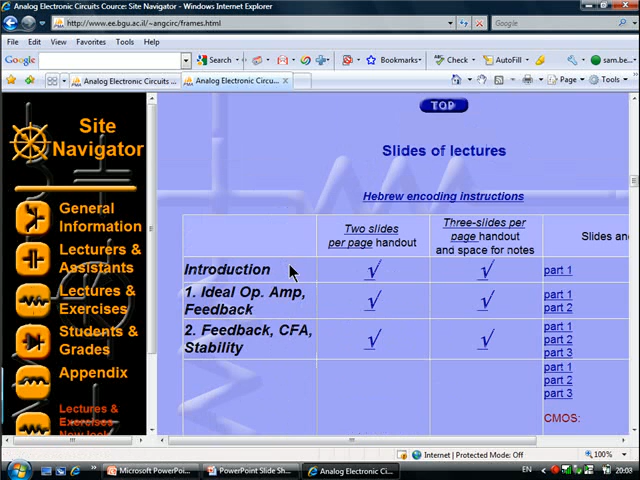 Analog Electronic Circuits Cource: Site Navigator - Windows Internet Explorer
http://www.ee.bgu.ac.il/~angcirc/frames.html
Google
File Edit View Favorites Tools Help
Google Search Bookmarks Check AutoFill sam.be
Analog Electronic Circuits ... Analog Electronic Circu... Page Tools
TOP
Site
Navigator
General
Information
Lecturers &
Assistants
Lectures &
Exercises
Students &
Grades
Appendix
Lectures &
Exercises
Slides of lectures
Hebrew encoding instructions
Two slides
per page handout
Three-slides per
page handout
and space for notes
Slides and
Introduction √ √ part 1
1. Ideal Op. Amp,
Feedback √ √ part 1
part 2
2. Feedback, CFA,
Stability √ √ part 1
part 2
part 3
part 1
part 2
part 3
CMOS:
Internet | Protected Mode: Off 100%
Microsoft PowerPoi... PowerPoint Slide Sh... Analog Electronic Ci... EN 20:03